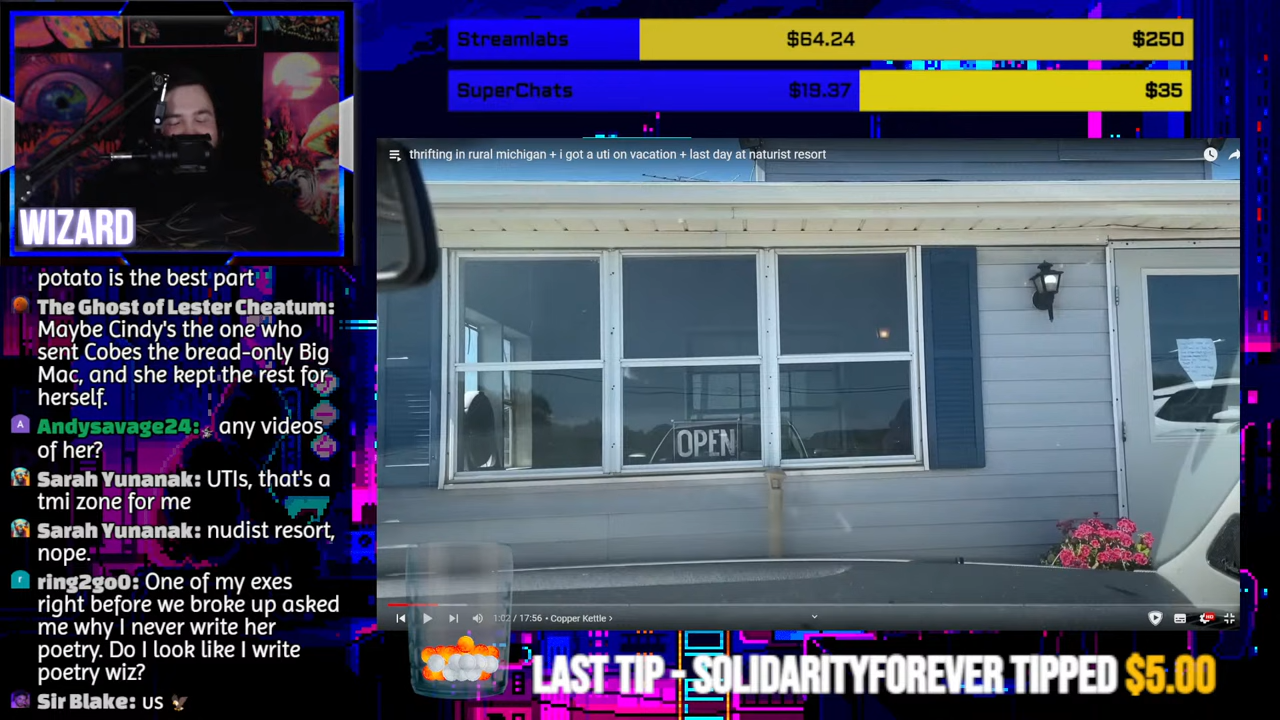 Streamlabs $64.24 $250
SuperChats $19.37 $35
thrifting in rural michigan + i got a uti on vacation + last day at naturist resort
WIZARD
potato is the best part
The Ghost of Lester Cheatum:
Maybe Cindy's the one who
sent Cobes the bread-only Big
Mac, and she kept the rest for
herself.
A Andysavage24: any videos
of her?
Sarah Yunanak: UTIs, that's a
tmi zone for me
Sarah Yunanak: nudist resort,
nope.
r ring2go0: One of my exes
right before we broke up asked
me why I never write her
poetry. Do I look like I write
poetry wiz?
Sir Blake: us
OPEN
1:02 / 17:56 • Copper Kettle >
HD
LAST TIP - SOLIDARITYFOREVER TIPPED $5.00